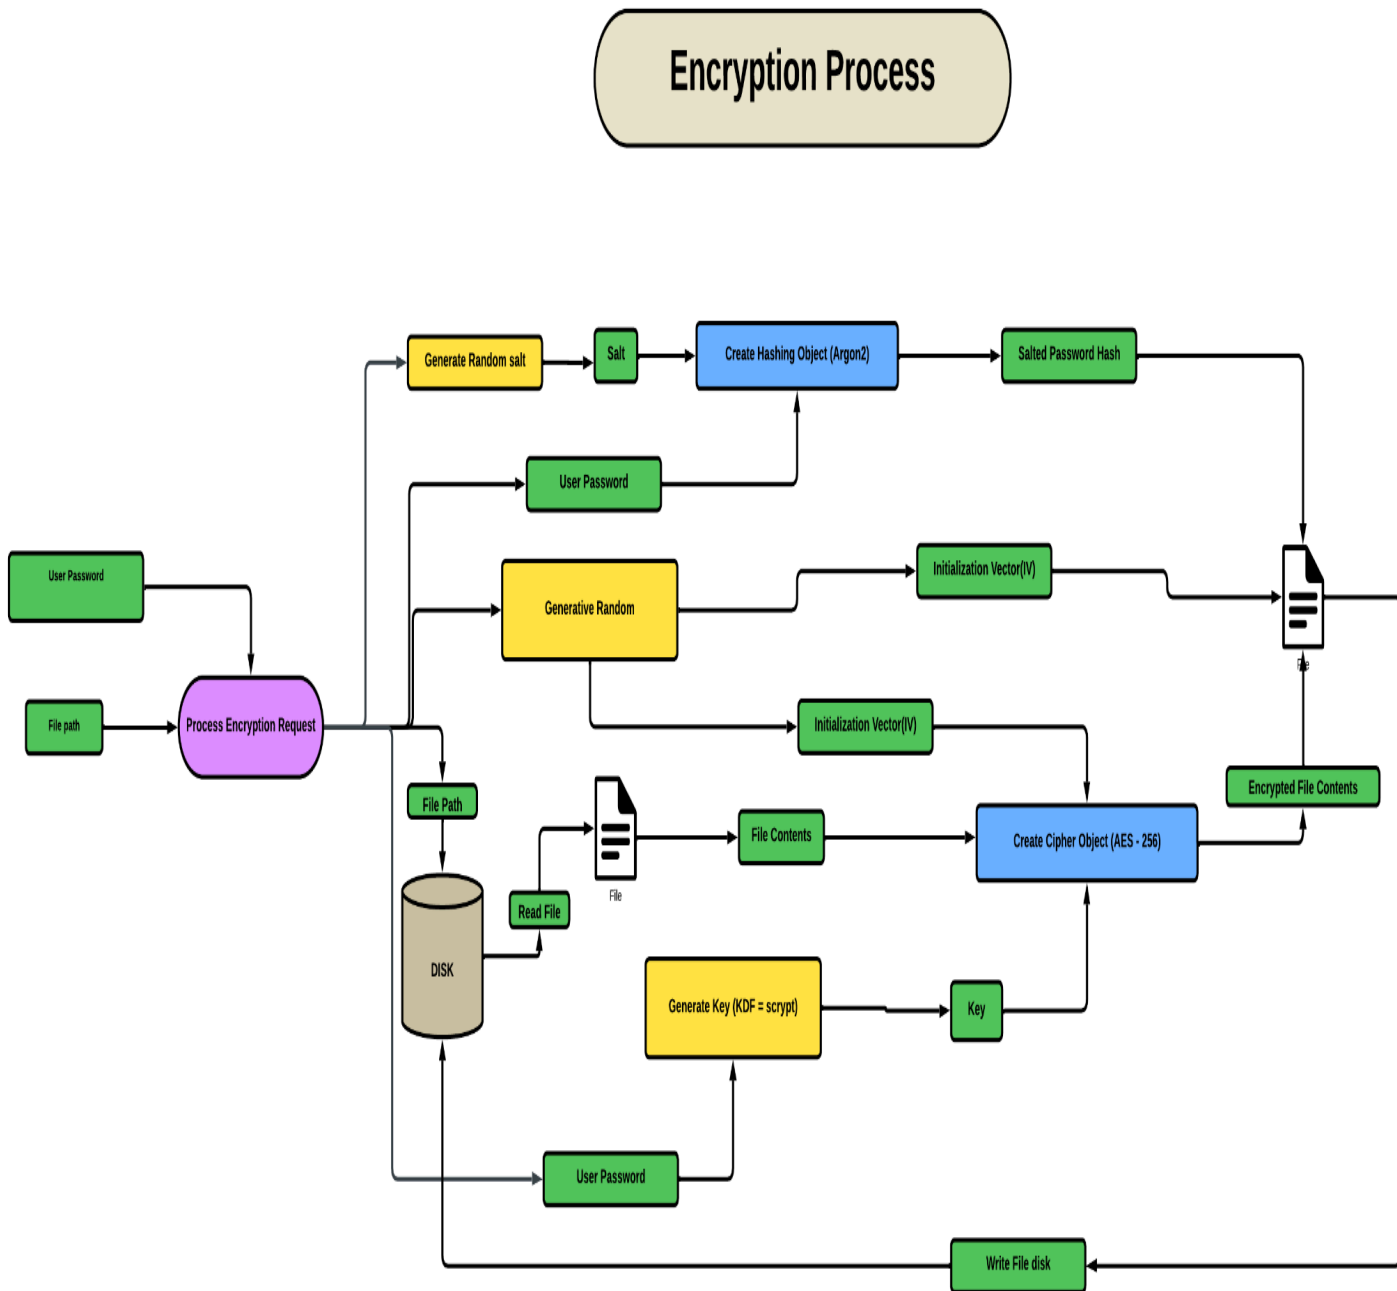 Encryption Process
Generate Random salt
Salt
Create Hashing Object (Argon2)
Salted Password Hash
User Password
User Password
Generative Random
Initialization Vector(IV)
File
File path
Process Encryption Request
Initialization Vector(IV)
File Path
File Contents
Create Cipher Object (AES - 256)
Encrypted File Contents
File
Read File
DISK
Generate Key (KDF = scrypt)
Key
User Password
Write File disk